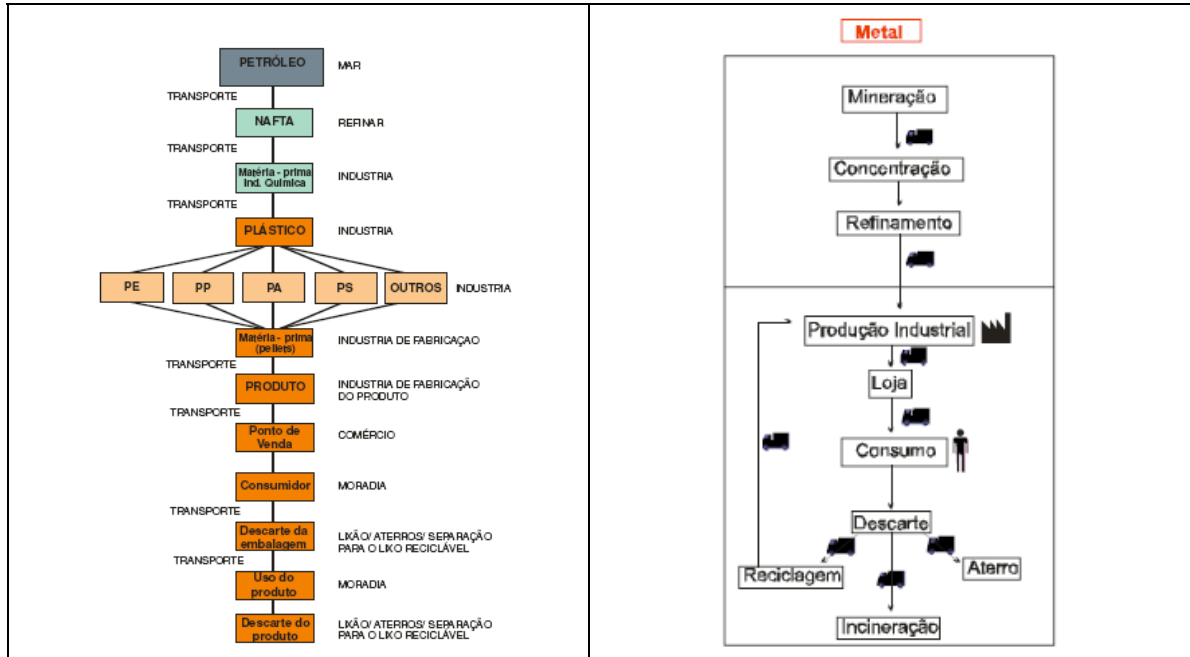 PETRÓLEO
MAR
TRANSPORTE
NAFTA
REFINAR
TRANSPORTE
Matéria - prima
Ind. Química
INDUSTRIA
TRANSPORTE
PLÁSTICO
INDUSTRIA
PE
PP
PA
PS
OUTROS
INDUSTRIA
Matéria - prima
(pellets)
INDUSTRIA DE FABRICAÇAO
TRANSPORTE
PRODUTO
INDUSTRIA DE FABRICAÇÃO
DO PRODUTO
TRANSPORTE
Ponto de
Venda
COMÉRCIO
Consumidor
MORADIA
TRANSPORTE
Descarte da
embalagem
LIXÃO/ ATERROS/ SEPARAÇÃO
PARA O LIXO RECICLÁVEL
TRANSPORTE
Uso do
produto
MORADIA
Descarte do
produto
LIXÃO/ ATERROS/ SEPARAÇÃO
PARA O LIXO RECICLÁVEL
Metal
Mineração
Concentração
Refinamento
Produção Industrial
Loja
Consumo
Descarte
Reciclagem
Aterro
Incineração